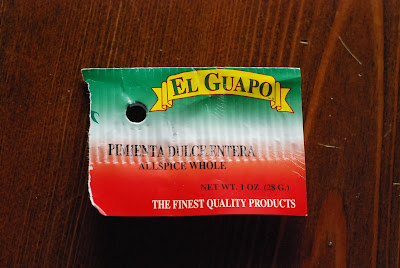 EL GUAPO
PIMIENTA DULCE ENTERA
ALLSPICE WHOLE
NET WT. 1 OZ. (28 G.)
THE FINEST QUALITY PRODUCTS